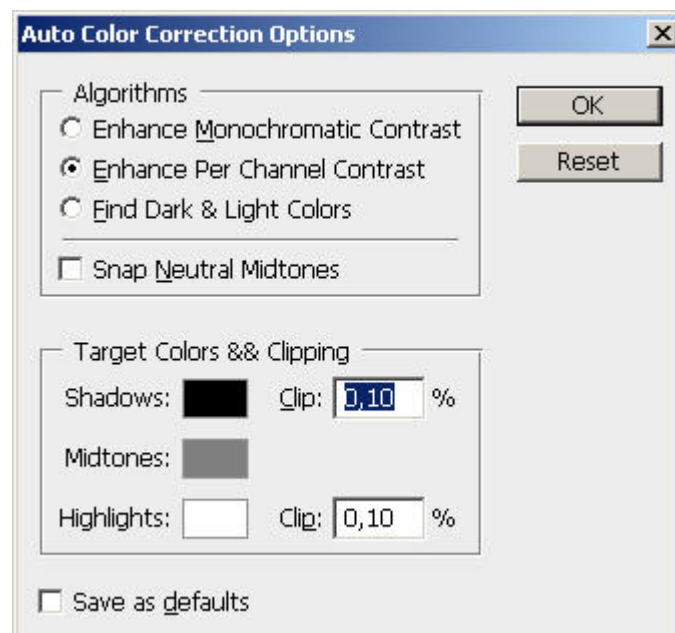 Auto Color Correction Options
Algorithms
Enhance Monochromatic Contrast
Enhance Per Channel Contrast
Find Dark & Light Colors
Snap Neutral Midtones
OK
Reset
Target Colors && Clipping
Shadows: Clip: 0,10 %
Midtones:
Highlights: Clip: 0,10 %
Save as defaults